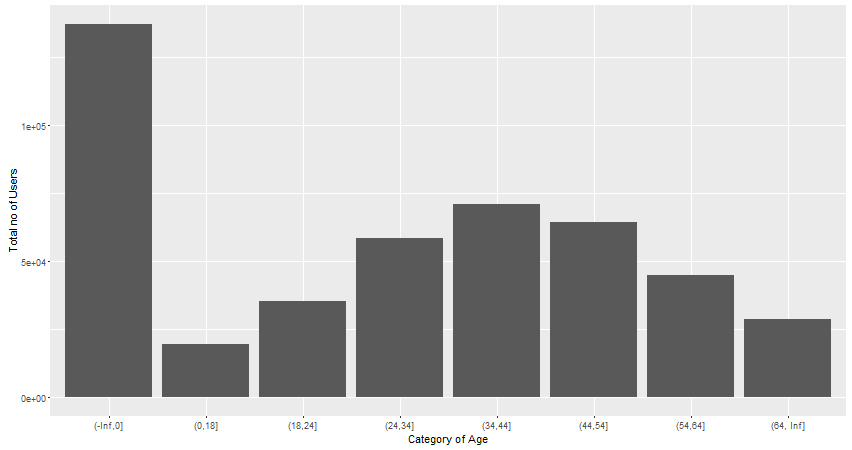 Total no of Users
1e+05
5e+04
0e+00
(-Inf,0] (0,18] (18,24] (24,34] (34,44] (44,54] (54,64] (64, Inf]
Category of Age